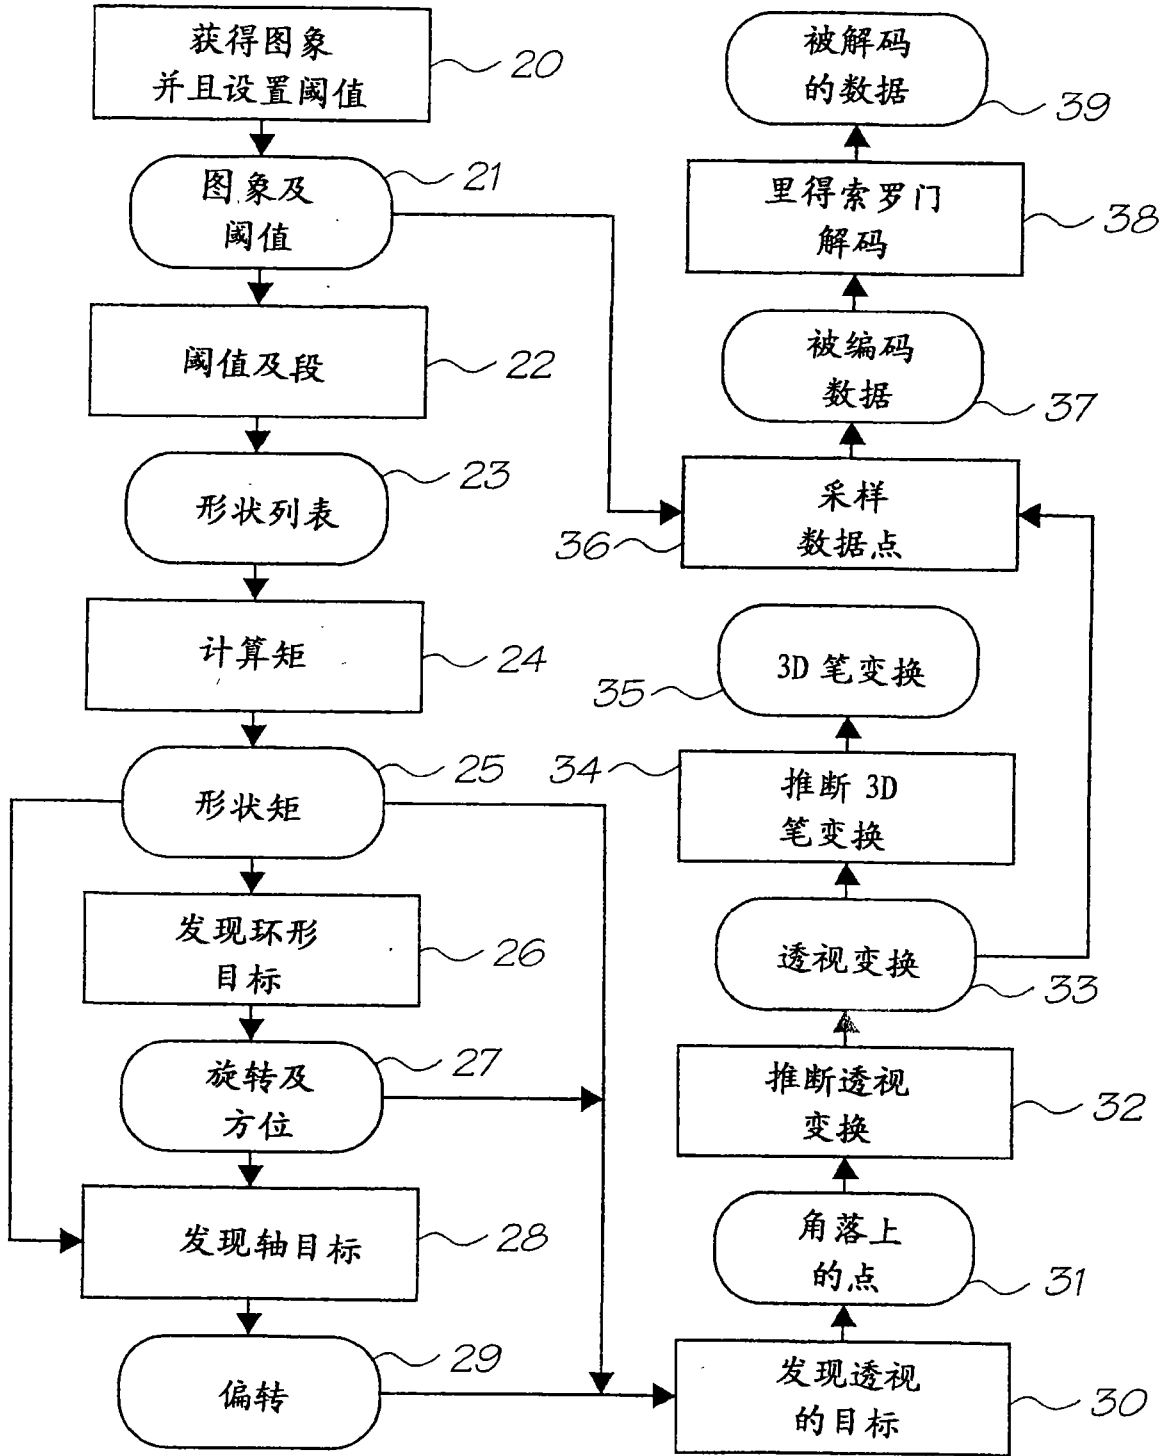 获得图象
并且设置阈值
20
图象及
阈值
21
阈值及段
22
形状列表
23
计算矩
24
形状矩
25
发现环形
目标
26
旋转及
方位
27
发现轴目标
28
偏转
29
被解码
的数据
39
里得索罗门
解码
38
被编码
数据
37
采样
数据点
36
3D 笔变换
35
推断 3D
笔变换
34
透视变换
33
推断透视
变换
32
角落上
的点
31
发现透视
的目标
30